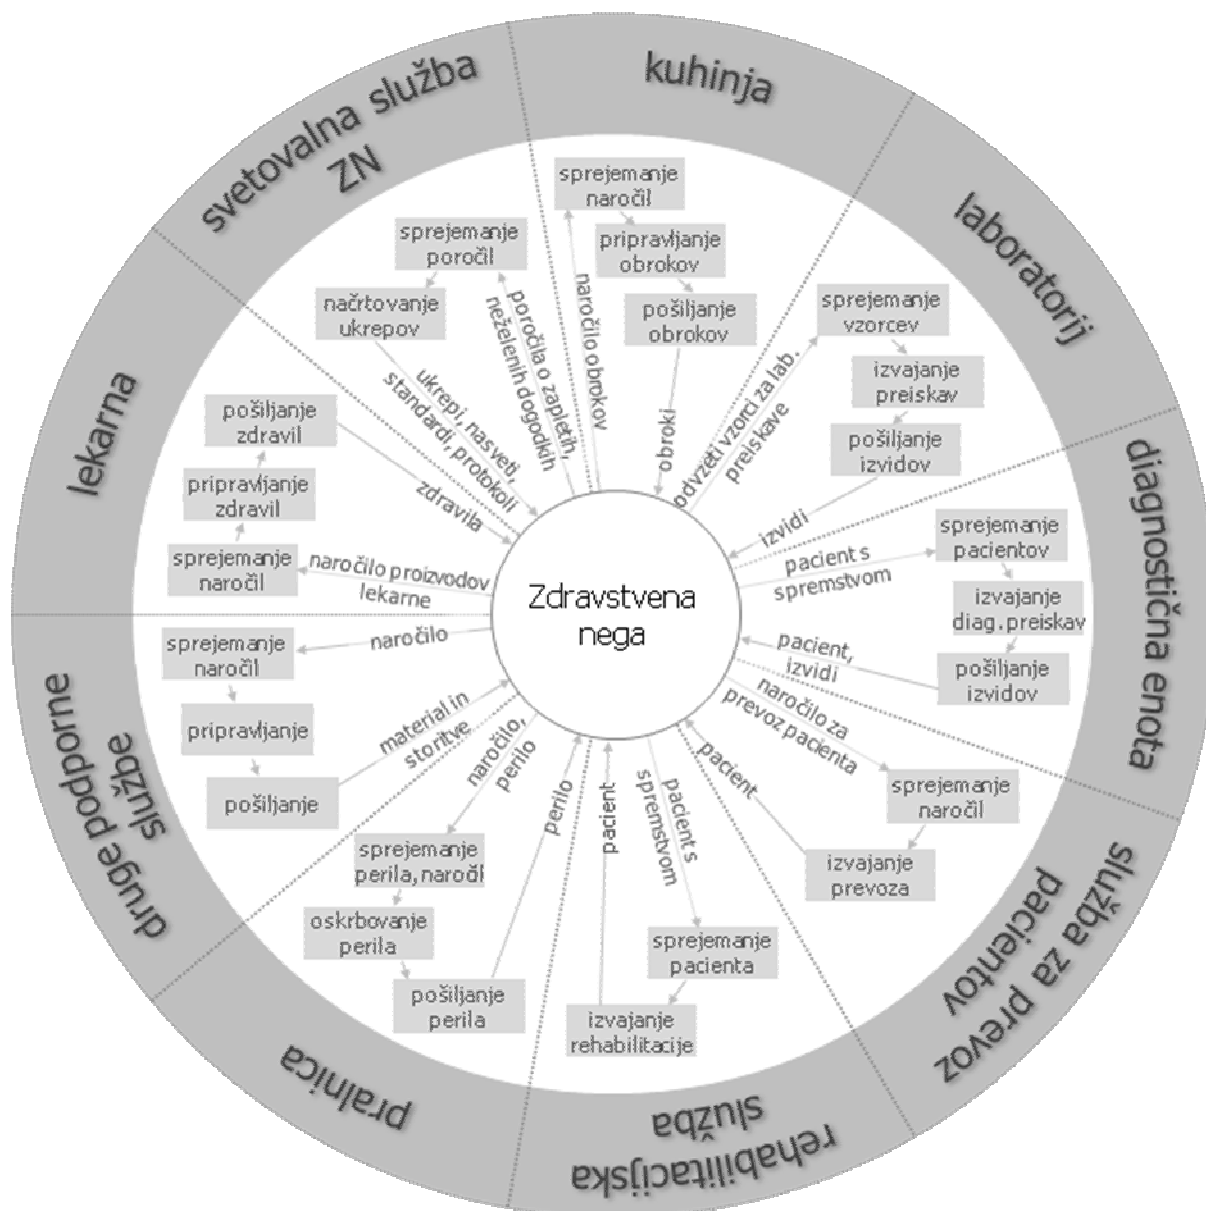 kuhinja
sprejemanje
naročil
pripravljanje
obrokov
pošiljanje
obrokov
naročilo obrokov
obroki
laboratorij
sprejemanje
vzorcev
izvajanje
preiskav
pošiljanje
izvidov
odvzeti vzorci za lab.
preiskave
izvidi
diagnostična enota
sprejemanje
pacientov
izvajanje
diag.preiskav
pošiljanje
izvidov
pacient s
spremstvom
pacient,
izvidi
služba za prevoz
pacientov
naročilo za
prevoz pacienta
sprejemanje
naročil
izvajanje
prevoza
pacient
rehabilitacijska
služba
pacient s
spremstvom
sprejemanje
pacienta
izvajanje
rehabilitacije
pacient
pralnica
naročilo,
perilo
sprejemanje
perila, naročil
oskrbovanje
perila
pošiljanje
perila
perilo
druge podporne
službe
naročilo
sprejemanje
naročil
pripravljanje
pošiljanje
material in
storitve
lekarna
naročilo proizvodov
lekarne
sprejemanje
naročil
pripravljanje
zdravil
pošiljanje
zdravil
zdravila
svetovalna služba
ZN
sprejemanje
poročil
načrtovanje
ukrepov
poročila o zapletih,
neželenih dogodkih
ukrepi, nasveti,
standardi, protokoli
Zdravstvena
nega